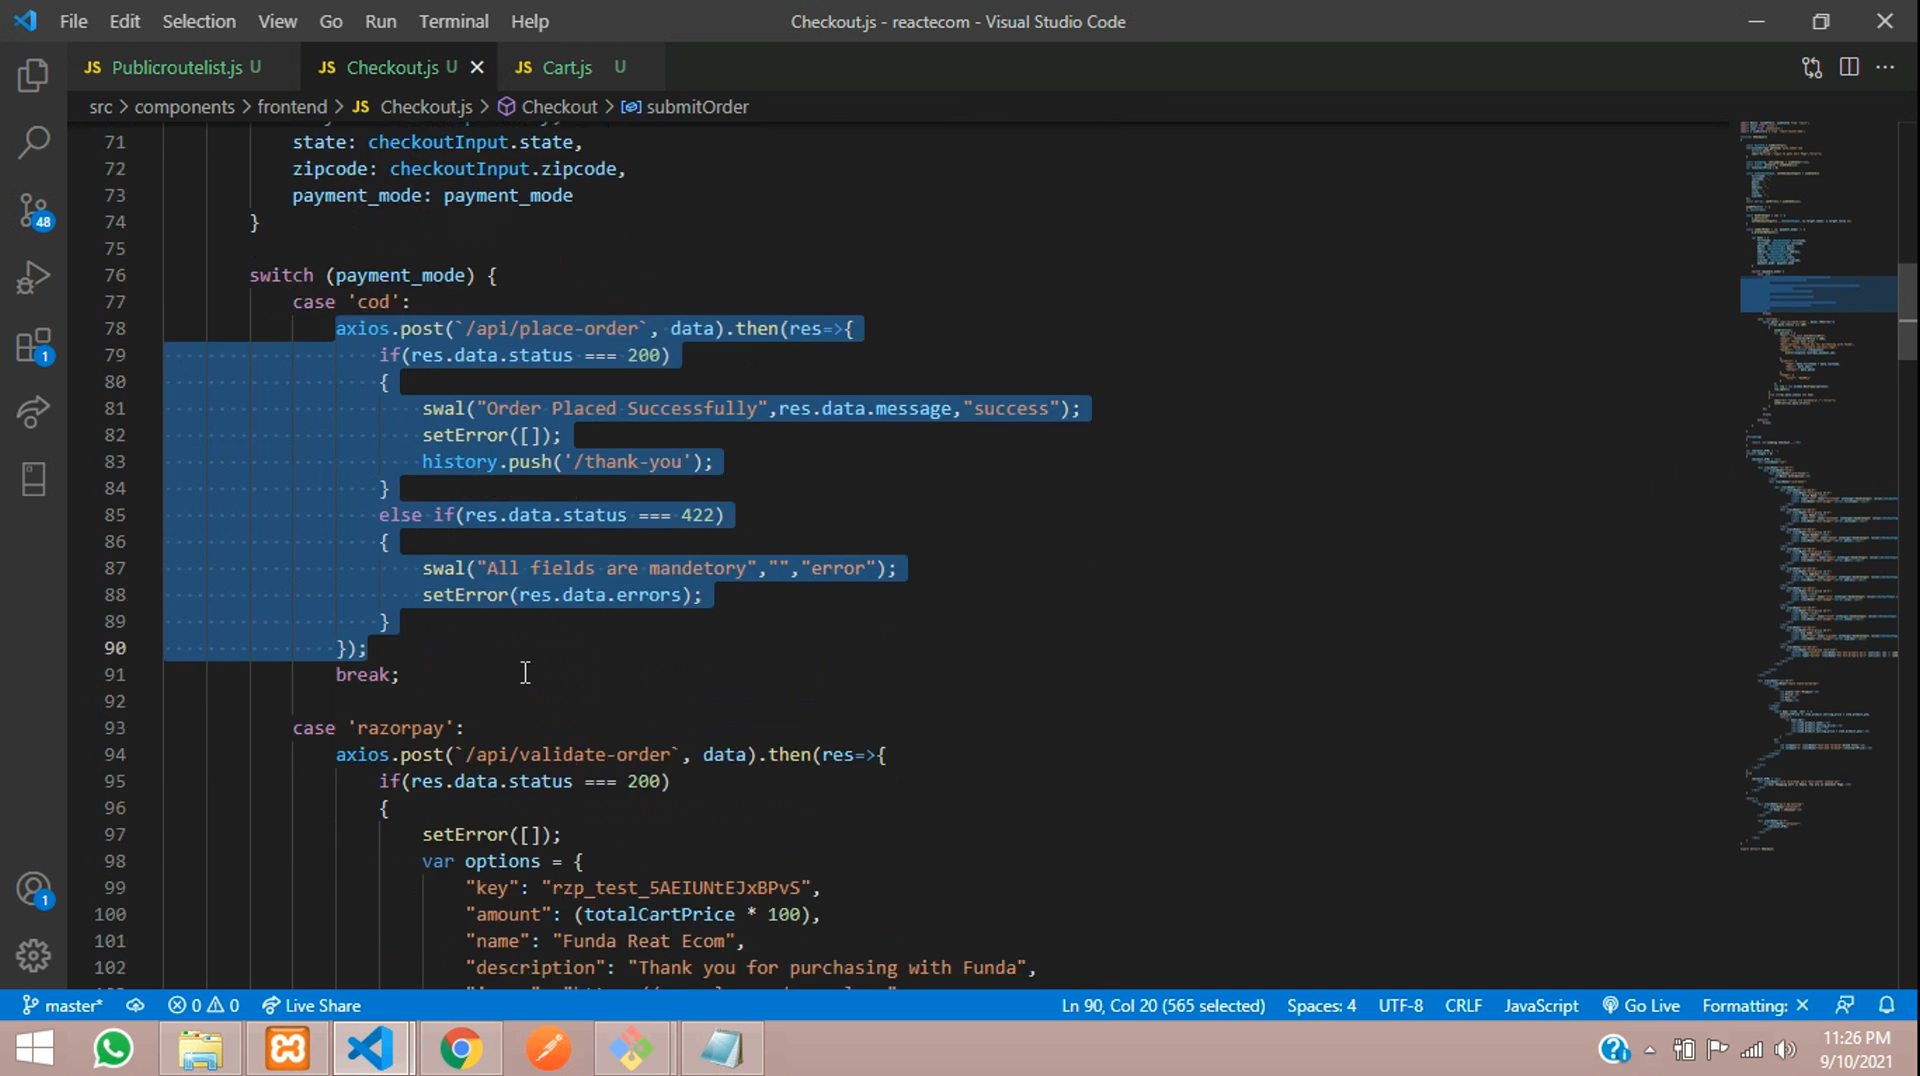 File Edit Selection View Go Run Terminal Help
Checkout.js - reactecom - Visual Studio Code
JS Publicroutelist.js U
JS Checkout.js U
JS Cart.js U
src > components > frontend > JS Checkout.js > Checkout > submitOrder
71 state: checkoutInput.state,
72 zipcode: checkoutInput.zipcode,
73 payment_mode: payment_mode
74 }
75
76 switch (payment_mode) {
77 case 'cod':
78 axios.post(`/api/place-order`, data).then(res=>{
79 if(res.data.status === 200)
80 {
81 swal("Order Placed Successfully",res.data.message,"success");
82 setError([]);
83 history.push('/thank-you');
84 }
85 else if(res.data.status === 422)
86 {
87 swal("All fields are mandetory","","error");
88 setError(res.data.errors);
89 }
90 });
91 break;
92
93 case 'razorpay':
94 axios.post(`/api/validate-order`, data).then(res=>{
95 if(res.data.status === 200)
96 {
97 setError([]);
98 var options = {
99 "key": "rzp_test_5AEIUNtEJxBPvS",
100 "amount": (totalCartPrice * 100),
101 "name": "Funda Reat Ecom",
102 "description": "Thank you for purchasing with Funda",
48
1
1
master* 0 0 Live Share
Ln 90, Col 20 (565 selected) Spaces: 4 UTF-8 CRLF JavaScript Go Live Formatting: ×
11:26 PM
9/10/2021